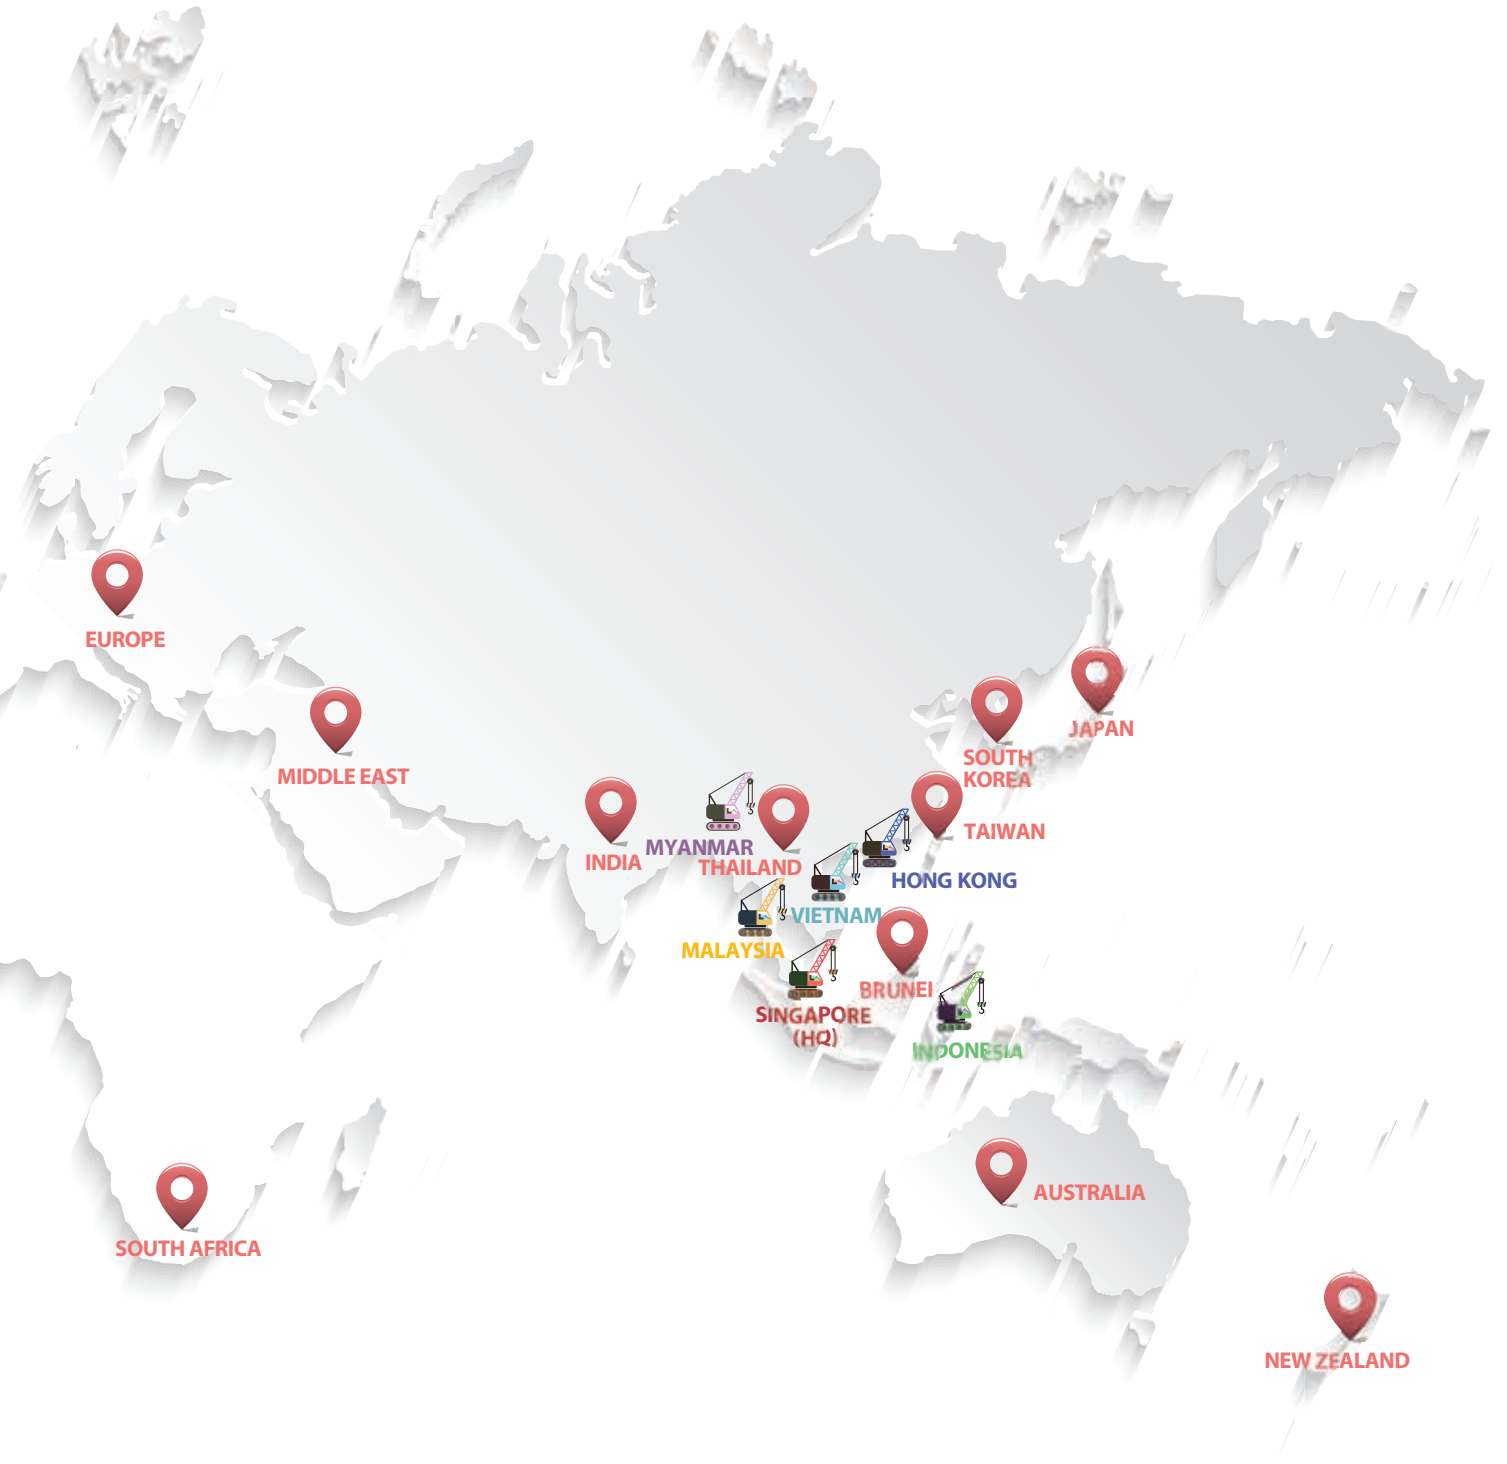 EUROPE
JAPAN
SOUTH
KOREA
MIDDLE EAST
TAIWAN
INDIA
MYANMAR
THAILAND
HONG KONG
VIETNAM
MALAYSIA
BRUNEI
SINGAPORE
(HQ)
INDONESIA
AUSTRALIA
SOUTH AFRICA
NEW ZEALAND